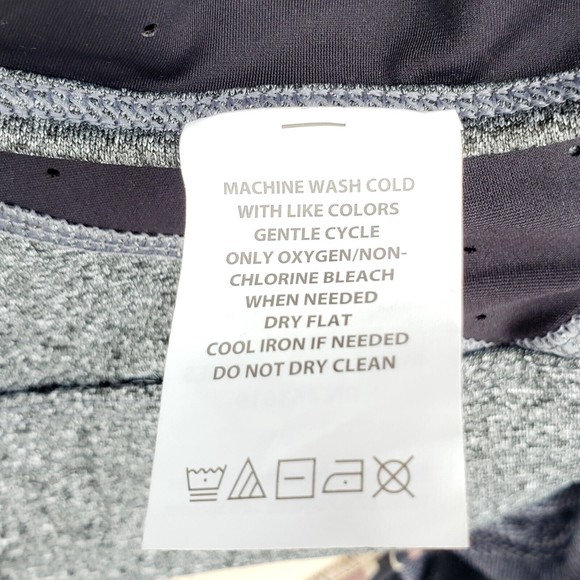 MACHINE WASH COLD
WITH LIKE COLORS
GENTLE CYCLE
ONLY OXYGEN/NON-
CHLORINE BLEACH
WHEN NEEDED
DRY FLAT
COOL IRON IF NEEDED
DO NOT DRY CLEAN